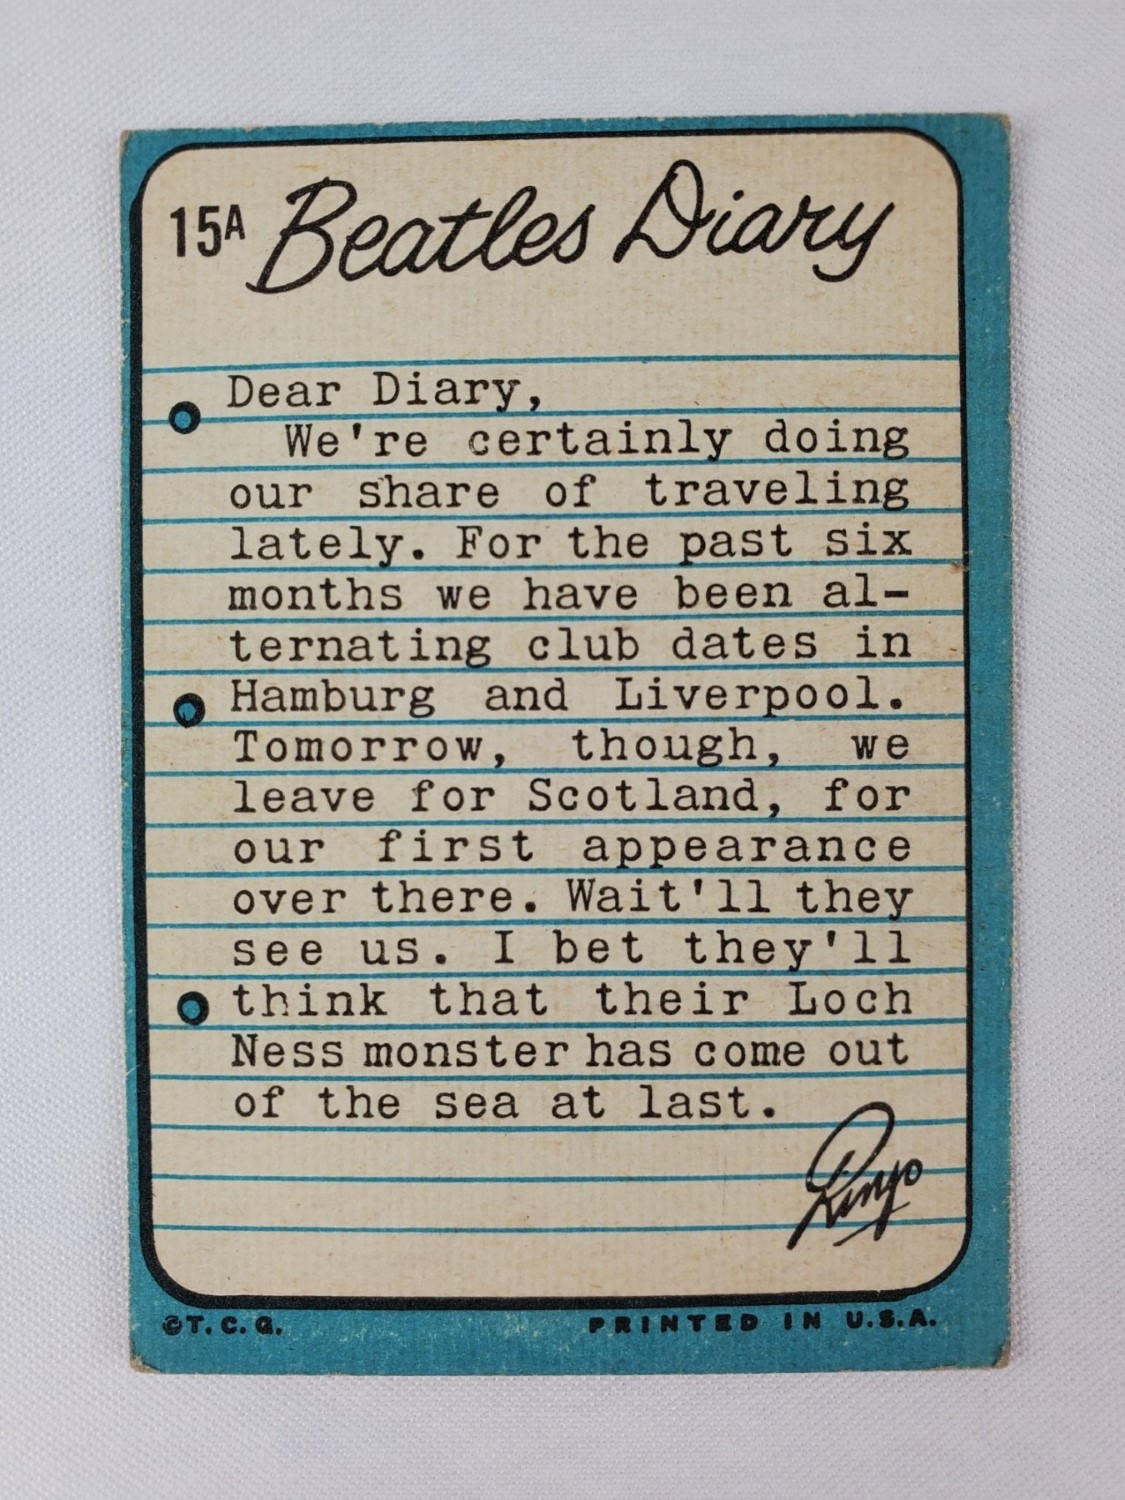 15A Beatles Diary
Dear Diary,
We're certainly doing
our share of traveling
lately. For the past six
months we have been al-
ternating club dates in
Hamburg and Liverpool.
Tomorrow, though, we
leave for Scotland, for
our first appearance
over there. Wait'll they
see us. I bet they'll
think that their Loch
Ness monster has come out
of the sea at last.
Ringo
©T.C.G. PRINTED IN U.S.A.